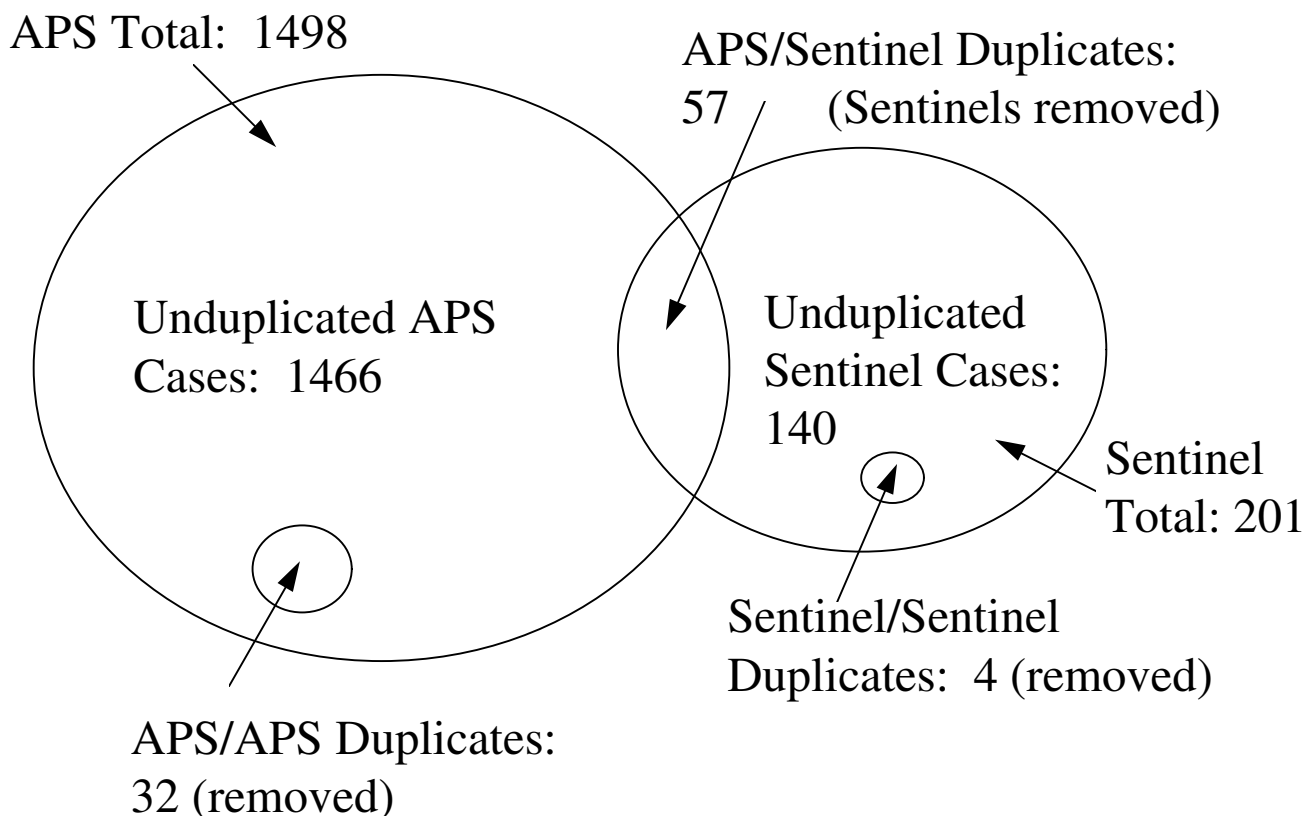 APS Total: 1498
APS/Sentinel Duplicates:
57 (Sentinels removed)
Unduplicated APS
Cases: 1466
Unduplicated
Sentinel Cases:
140
Sentinel
Total: 201
Sentinel/Sentinel
Duplicates: 4 (removed)
APS/APS Duplicates:
32 (removed)